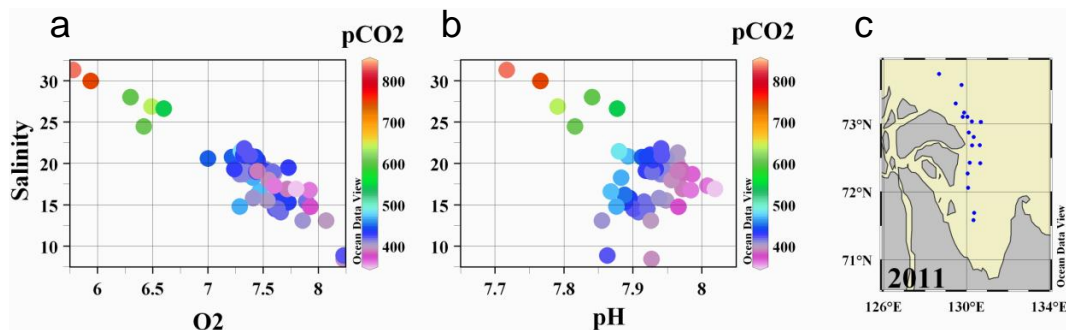 a
pCO2
b
pCO2
c
Salinity
30
25
20
15
10
6
6.5
7
7.5
8
O2
800
700
600
500
400
Ocean Data View
30
25
20
15
10
7.7
7.8
7.9
8
pH
800
700
600
500
400
Ocean Data View
73°N
72°N
71°N
126°E
130°E
134°E
2011
Ocean Data View